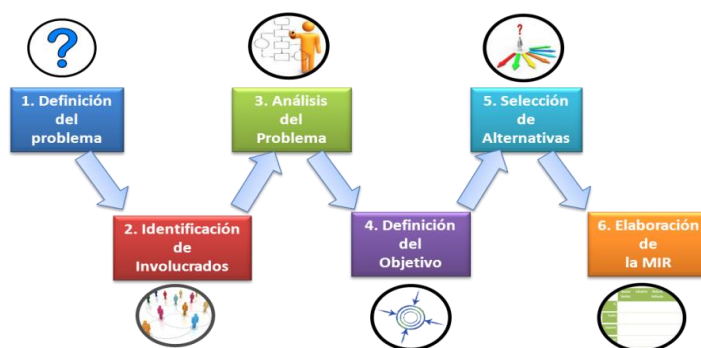 1. Definición
del
problema
2. Identificación
de
Involucrados
3. Análisis
del
Problema
4. Definición
del
Objetivo
5. Selección
de
Alternativas
6. Elaboración
de
la MIR